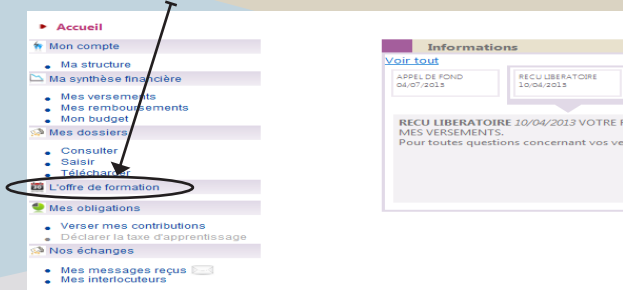 Accueil
Mon compte
Ma structure
Ma synthèse financière
Mes versements
Mes remboursements
Mon budget
Mes dossiers
Consulter
Saisir
Télécharger
L'offre de formation
Mes obligations
Verser mes contributions
Déclarer la taxe d'apprentissage
Nos échanges
Mes messages reçus
Mes interlocuteurs
Informations
Voir tout
APPEL DE FOND
04/07/2013
RECU LIBERATOIRE
10/04/2013
RECU LIBERATOIRE 10/04/2013 VOTRE
MES VERSEMENTS.
Pour toutes questions concernant vos